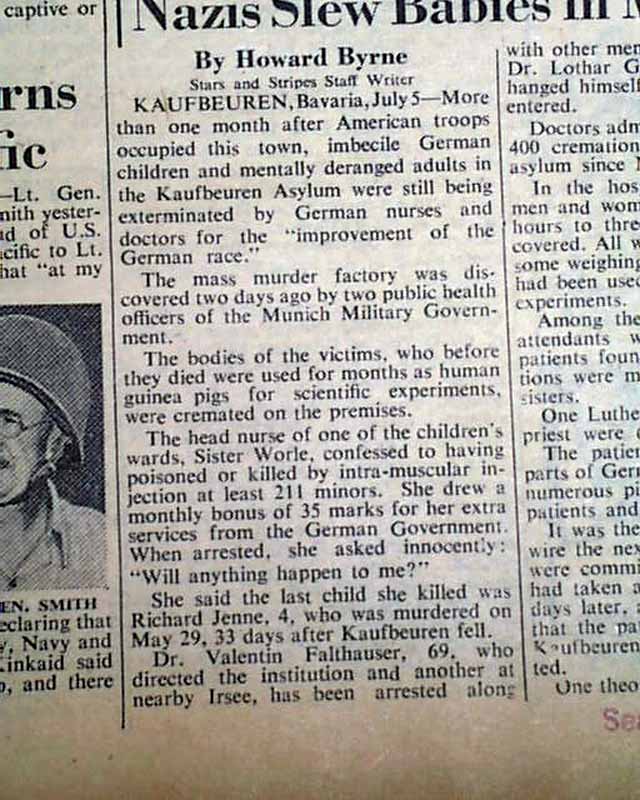 captive or
rns
fic
—Lt. Gen.
nith yester-
ad of U.S.
acific to Lt.
hat “at my
EN. SMITH
eclaring that
y, Navy and
Kinkaid said
o, and there
Nazis Slew Babies in
By Howard Byrne
Stars and Stripes Staff Writer
KAUFBEUREN, Bavaria, July 5—More
than one month after American troops
occupied this town, imbecile German
children and mentally deranged adults in
the Kaufbeuren Asylum were still being
exterminated by German nurses and
doctors for the “improvement of the
German race.”
The mass murder factory was dis-
covered two days ago by two public health
officers of the Munich Military Govern-
ment.
The bodies of the victims, who before
they died were used for months as human
guinea pigs for scientific experiments,
were cremated on the premises.
The head nurse of one of the children's
wards, Sister Worle, confessed to having
poisoned or killed by intra-muscular in-
jection at least 211 minors. She drew a
monthly bonus of 35 marks for her extra
services from the German Government.
When arrested, she asked innocently:
“Will anything happen to me?”
She said the last child she killed was
Richard Jenne, 4, who was murdered on
May 29, 33 days after Kaufbeuren fell.
Dr. Valentin Falthauser, 69, who
directed the institution and another at
nearby Irsee, has been arrested along
with other mem
Dr. Lothar G
hanged himself
entered.
Doctors adm
400 cremation
asylum since
In the hos
men and wom
hours to three
covered. All w
some weighing
had been used
experiments.
Among the
attendants w
patients foun
tions were m
sisters.
One Luthe
priest were
The patien
parts of Germ
numerous pi
patients and
It was the
wire the nex
were commi
had taken a
days later,
that the pat
Kaufbeuren
ted.
One theo
Sea